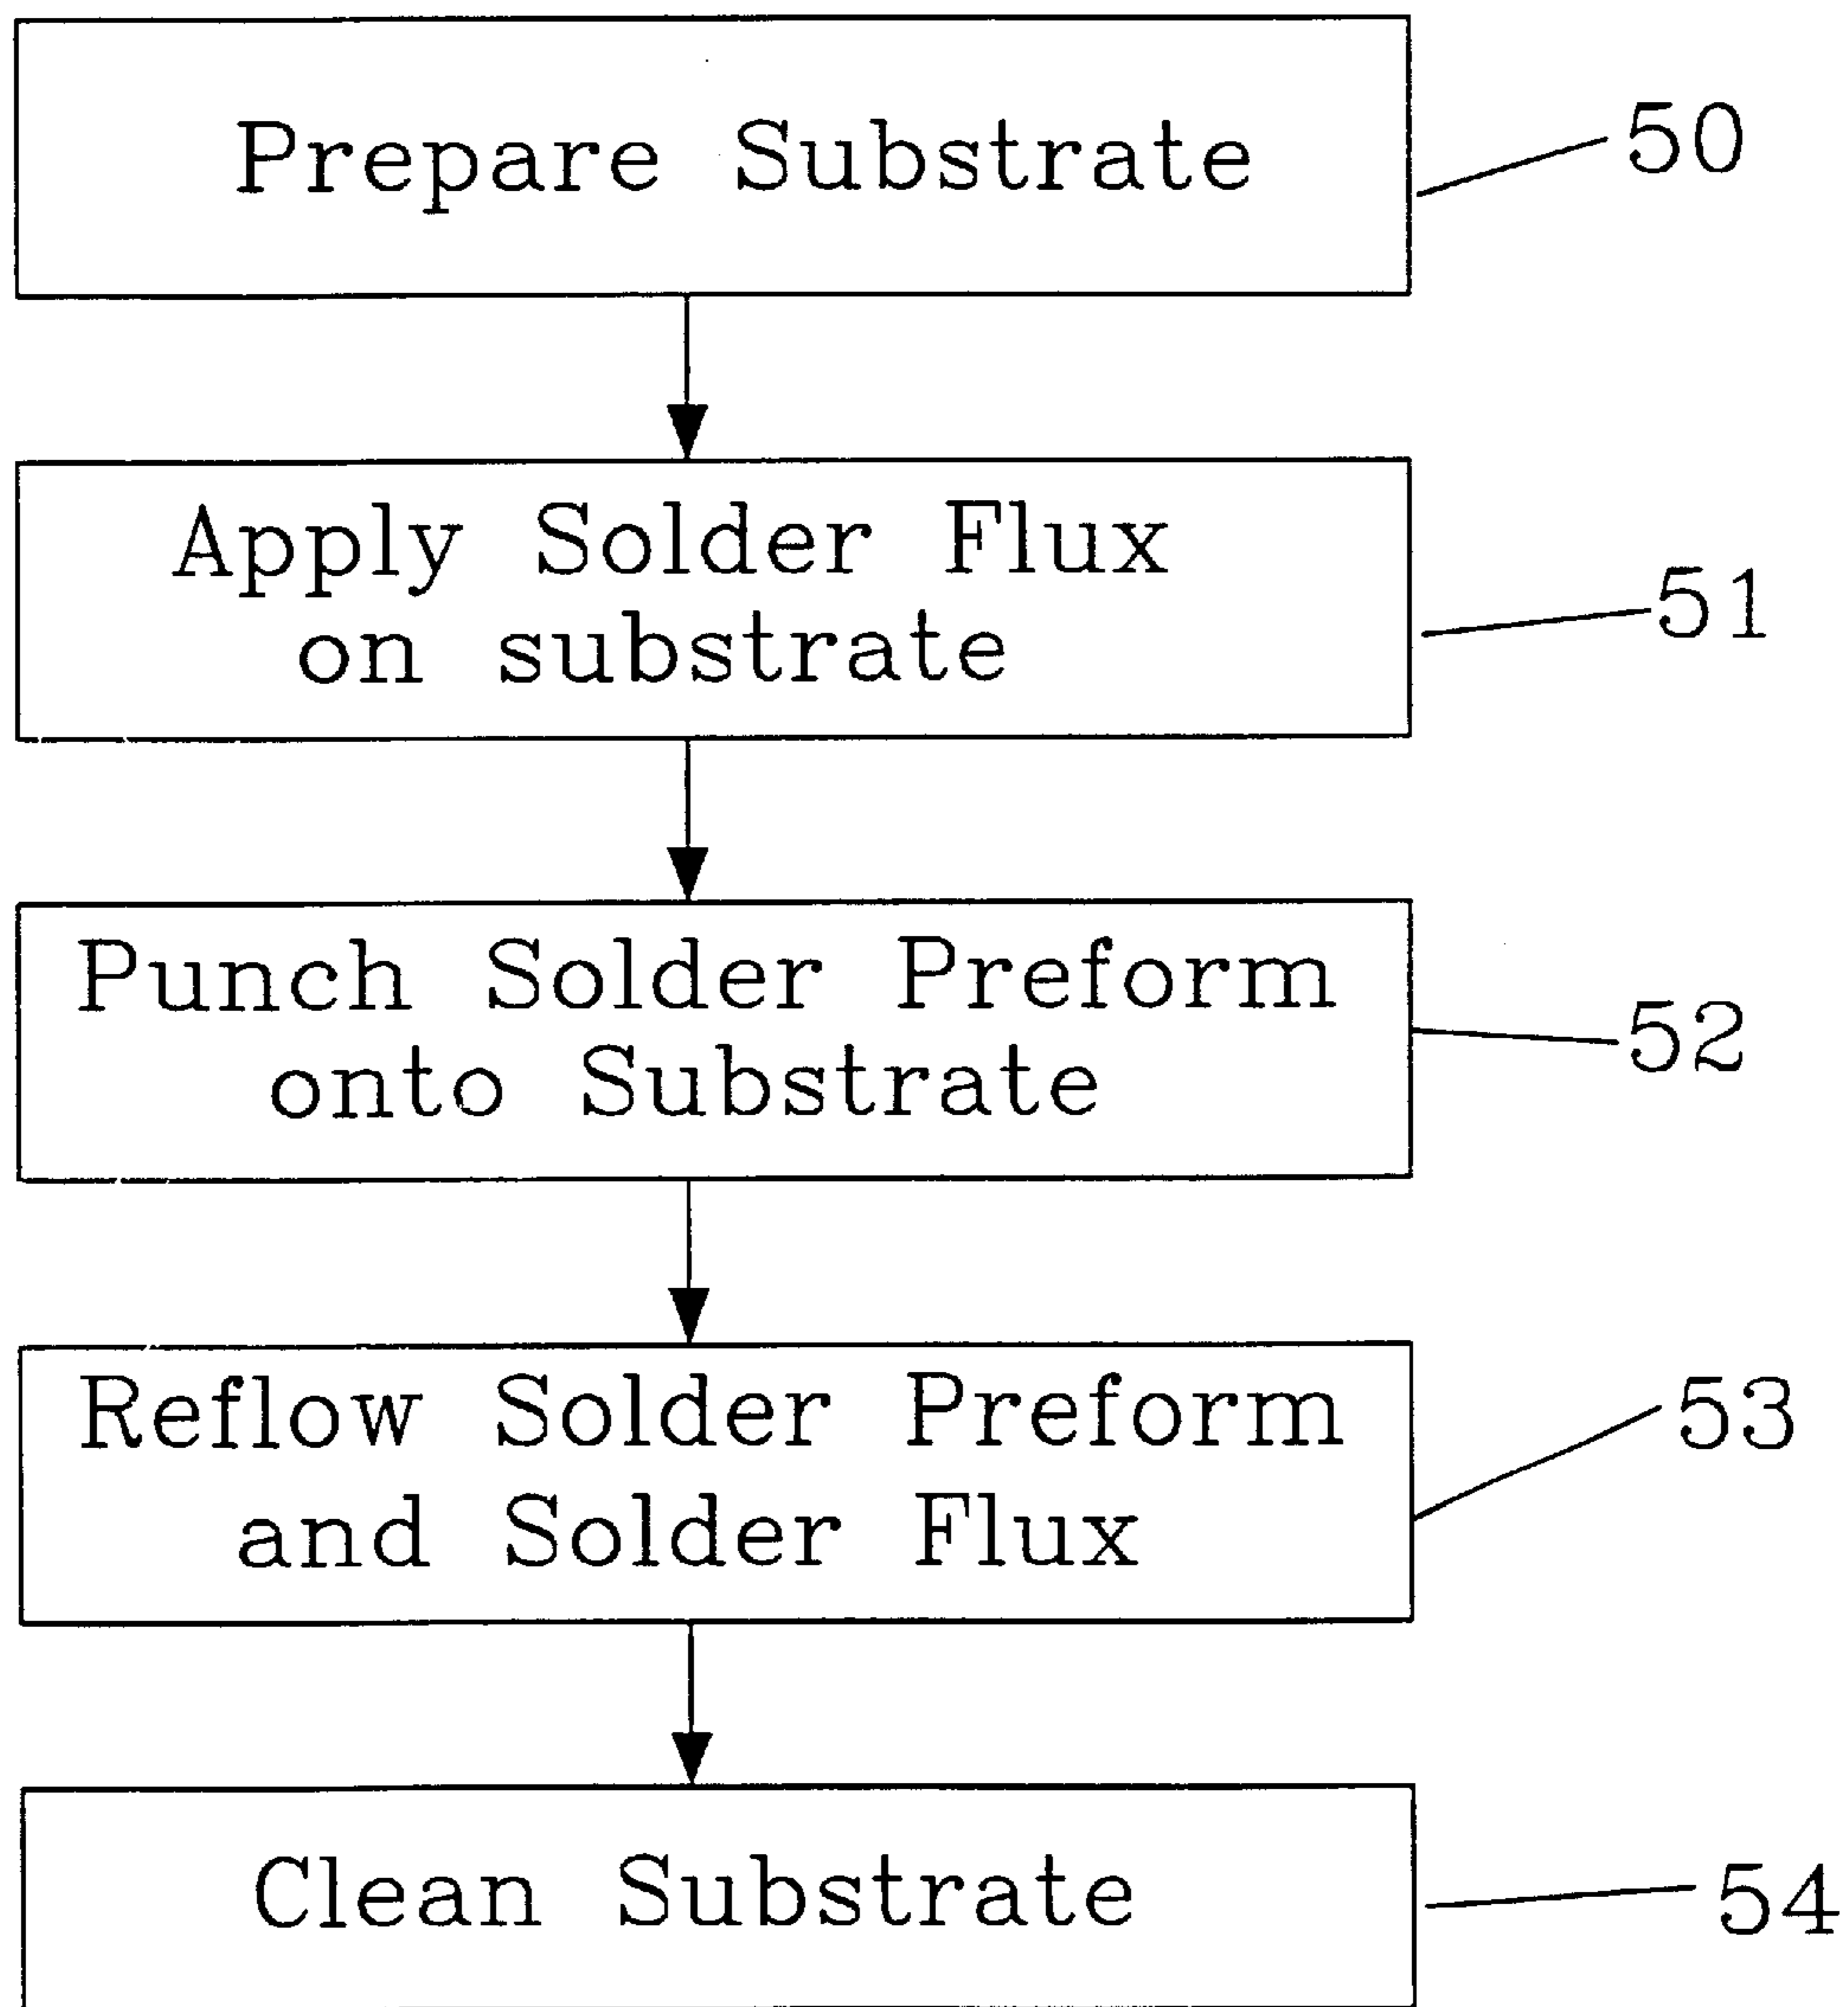 Prepare Substrate
50
Apply Solder Flux
on substrate
51
Punch Solder Preform
onto Substrate
52
Reflow Solder Preform
and Solder Flux
53
Clean Substrate
54